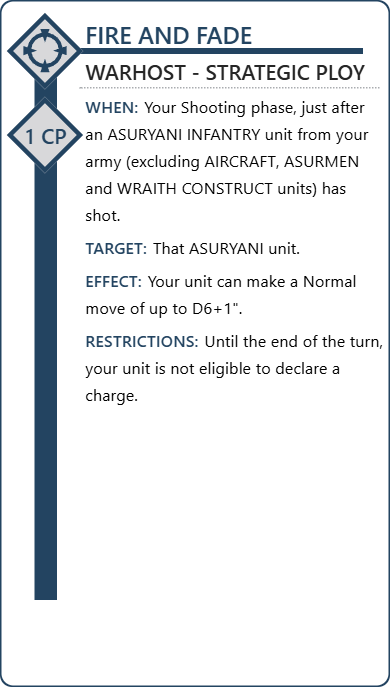 FIRE AND FADE
WARHOST - STRATEGIC PLOY
1 CP
WHEN: Your Shooting phase, just after
an ASURYANI INFANTRY unit from your
army (excluding AIRCRAFT, ASURMEN
and WRAITH CONSTRUCT units) has
shot.
TARGET: That ASURYANI unit.
EFFECT: Your unit can make a Normal
move of up to D6+1".
RESTRICTIONS: Until the end of the turn,
your unit is not eligible to declare a
charge.